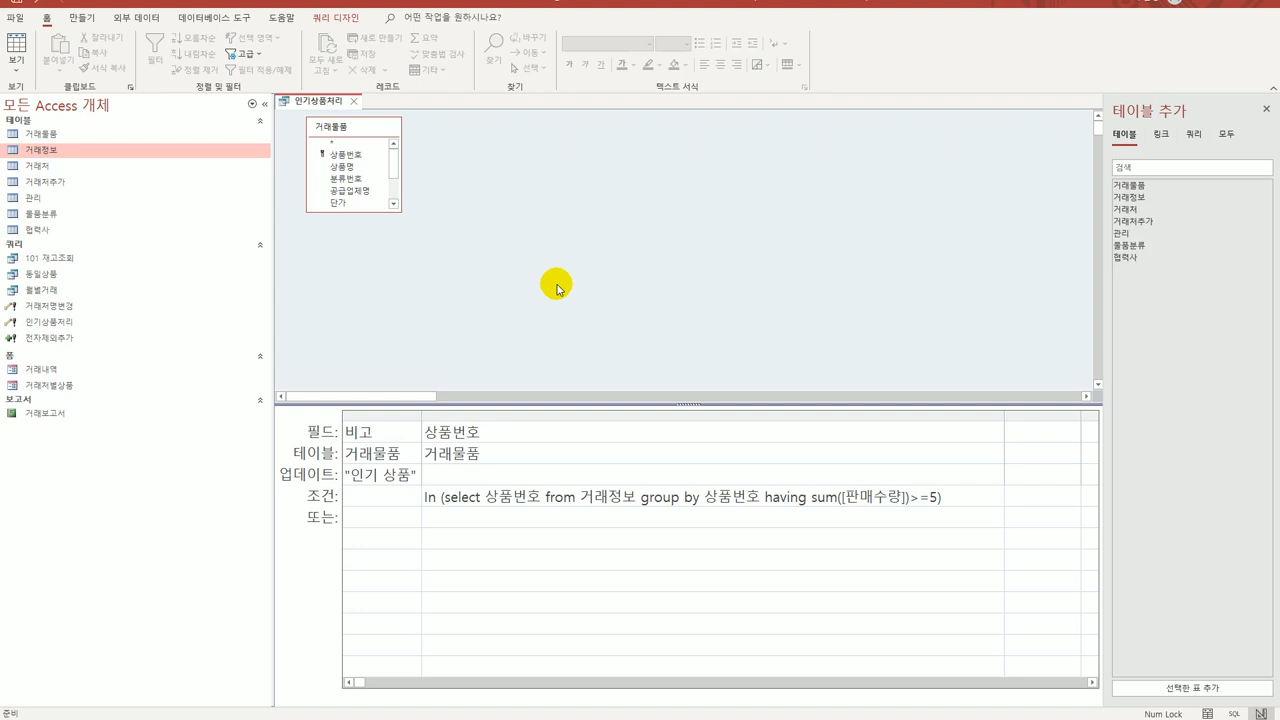 파일 홈 만들기 외부 데이터 데이터베이스 도구 도움말 쿼리 디자인 어떤 작업을 원하시나요?
보기 붙여넣기 잘라내기 복사 서식 복사 필터 오름차순 내림차순 정렬 제거 선택 영역 고급 필터 적용/해제 모두 새로 고침 새로 만들기 저장 삭제 요약 맞춤법 검사 기타 찾기 바꾸기 이동 선택 가 가 가
보기 클립보드 정렬 및 필터 레코드 찾기 텍스트 서식
모든 Access 개체
테이블
거래물품
거래정보
거래처
거래처추가
관리
물품분류
협력사
쿼리
101 재고조회
동일상품
월별거래
거래처명변경
인기상품처리
전자제외추가
폼
거래내역
거래처별상품
보고서
거래보고서
인기상품처리
거래물품
*
상품번호
상품명
분류번호
공급업체명
단가
필드: 비고 상품번호
테이블: 거래물품 거래물품
업데이트: "인기 상품"
조건: In (select 상품번호 from 거래정보 group by 상품번호 having sum([판매수량])>=5)
또는:
테이블 추가
테이블 링크 쿼리 모두
검색
거래물품
거래정보
거래처
거래처추가
관리
물품분류
협력사
선택한 표 추가
준비
Num Lock SQL